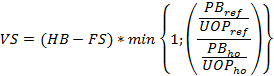 VS = (HB − FS) * min {1; ( (PB_ref / UOP_ref) / (PB_ho / UOP_ho) )}